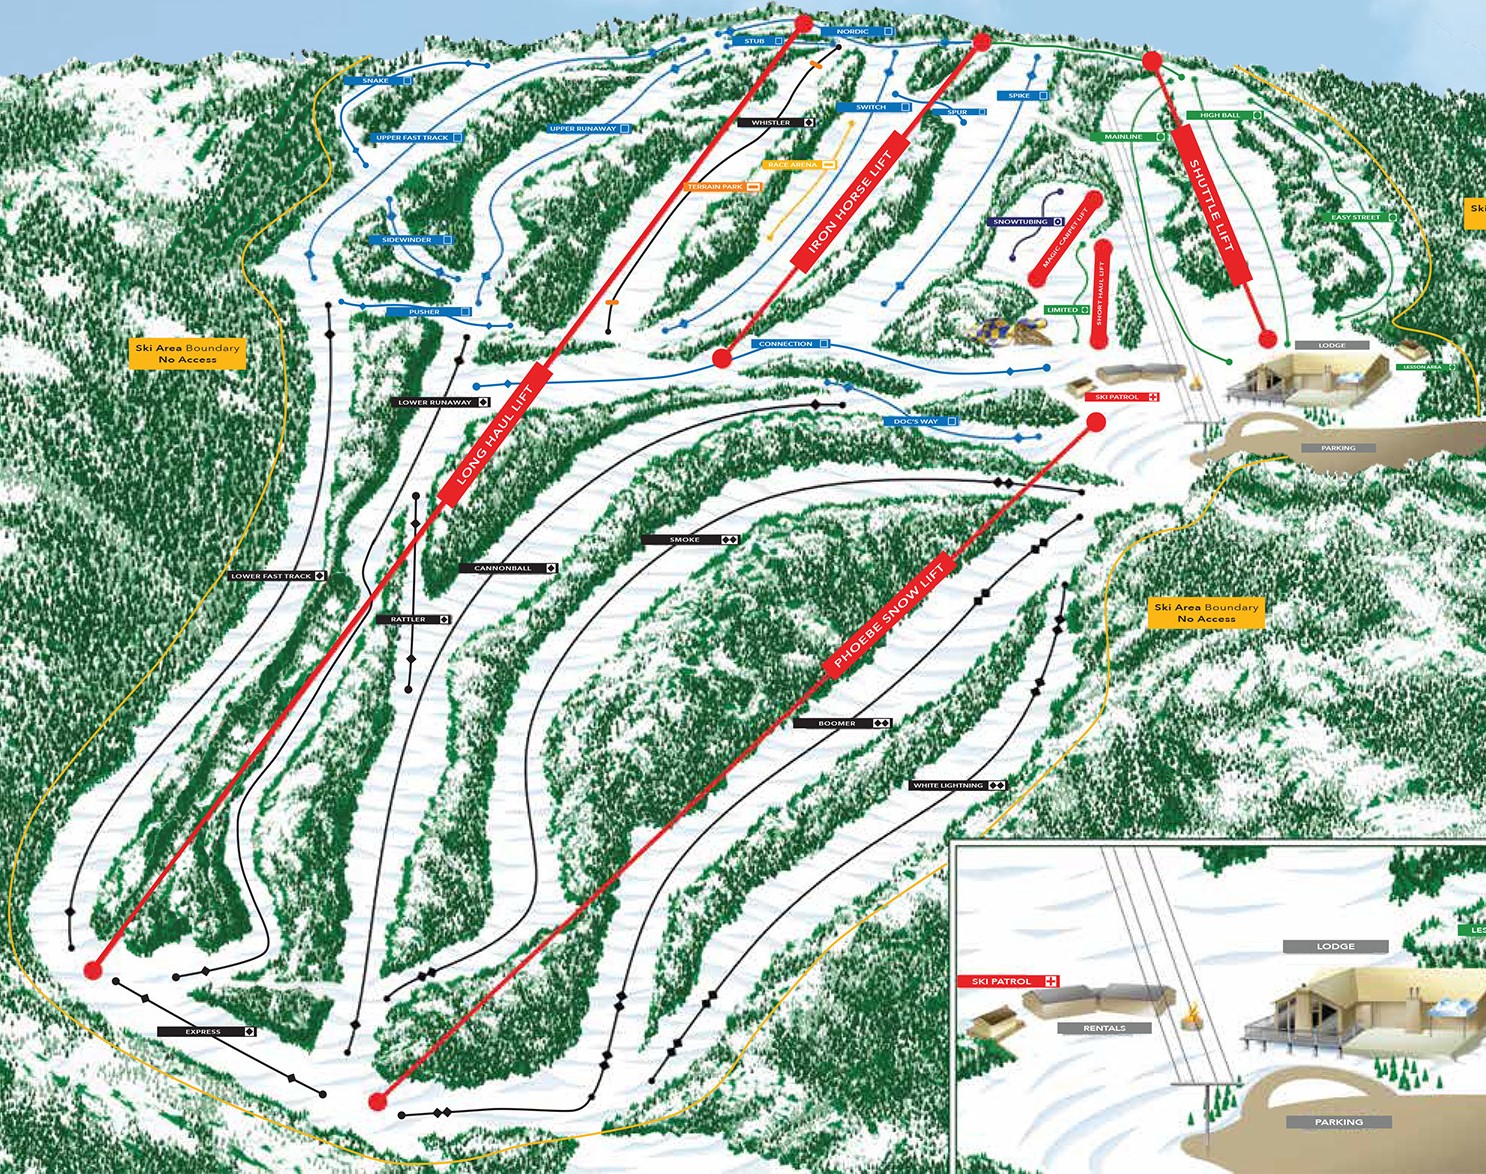 NORDIC
STUB
SNAKE
SWITCH
SPIKE
SPUR
HIGH BALL
WHISTLER
UPPER RUNAWAY
UPPER FAST TRACK
MAINLINE
RACE ARENA
TERRAIN PARK
IRON HORSE LIFT
SHUTTLE LIFT
Ski
SNOWTUBING
MAGIC CARPET LIFT
EASY STREET
SIDEWINDER
SHORT HAUL LIFT
LIMITED
PUSHER
CONNECTION
LODGE
Ski Area Boundary
No Access
LESSON AREA
SKI PATROL
LOWER RUNAWAY
LONG HAUL LIFT
DOC'S WAY
PARKING
SMOKE
CANNONBALL
LOWER FAST TRACK
PHOEBE SNOW LIFT
Ski Area Boundary
No Access
RATTLER
BOOMER
WHITE LIGHTNING
LES
LODGE
SKI PATROL
RENTALS
EXPRESS
PARKING